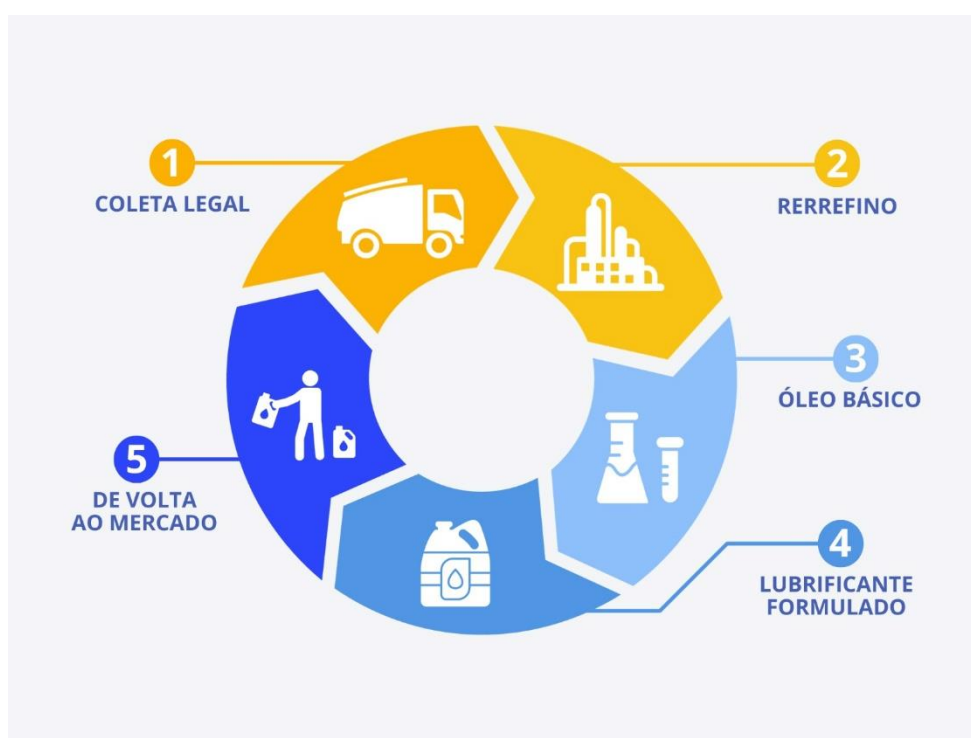 1
COLETA LEGAL
2
RERREFINO
3
ÓLEO BÁSICO
4
LUBRIFICANTE
FORMULADO
5
DE VOLTA
AO MERCADO